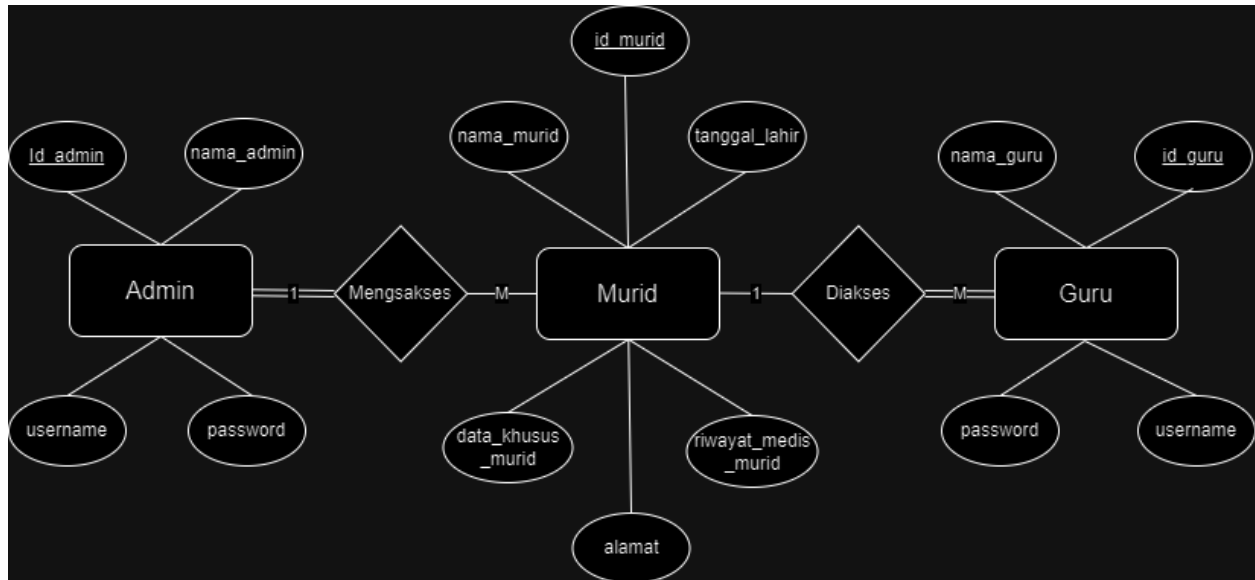 id_murid
nama_murid
tanggal_lahir
Id_admin
nama_admin
nama_guru
id_guru
Admin
1
Mengsakses
M
Murid
1
Diakses
M
Guru
username
password
data_khusus
_murid
riwayat_medis
_murid
password
username
alamat